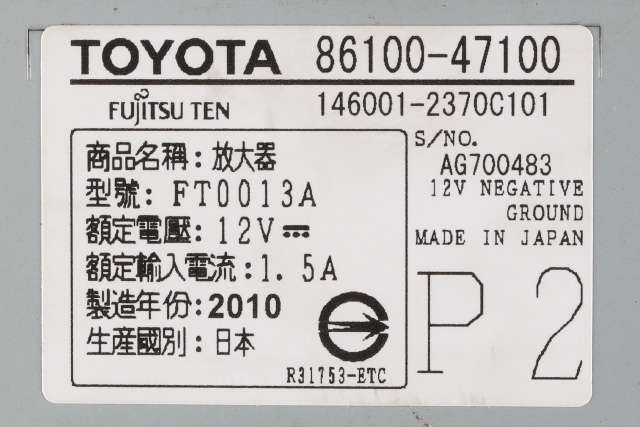 TOYOTA 86100-47100
FUJITSU TEN 146001-2370C101
S/NO.
AG700483
12V NEGATIVE
GROUND
MADE IN JAPAN
P2
商品名稱：放大器
型號：FT0013A
額定電壓：12V⎓
額定輸入電流：1.5A
製造年份：2010
生産國別：日本
R31753-ETC